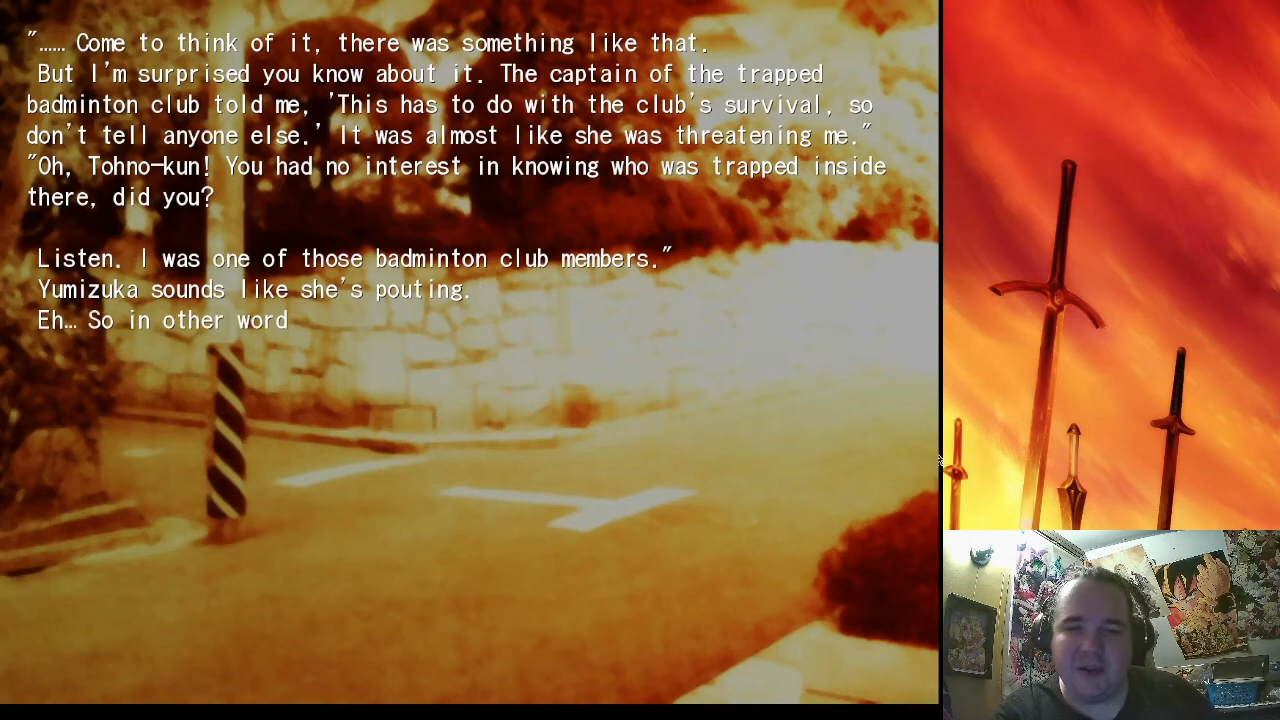 "…… Come to think of it, there was something like that.
But I'm surprised you know about it. The captain of the trapped
badminton club told me, 'This has to do with the club's survival, so
don't tell anyone else.' It was almost like she was threatening me."
"Oh, Tohno-kun! You had no interest in knowing who was trapped inside
there, did you?
Listen. I was one of those badminton club members."
Yumizuka sounds like she's pouting.
Eh… So in other word